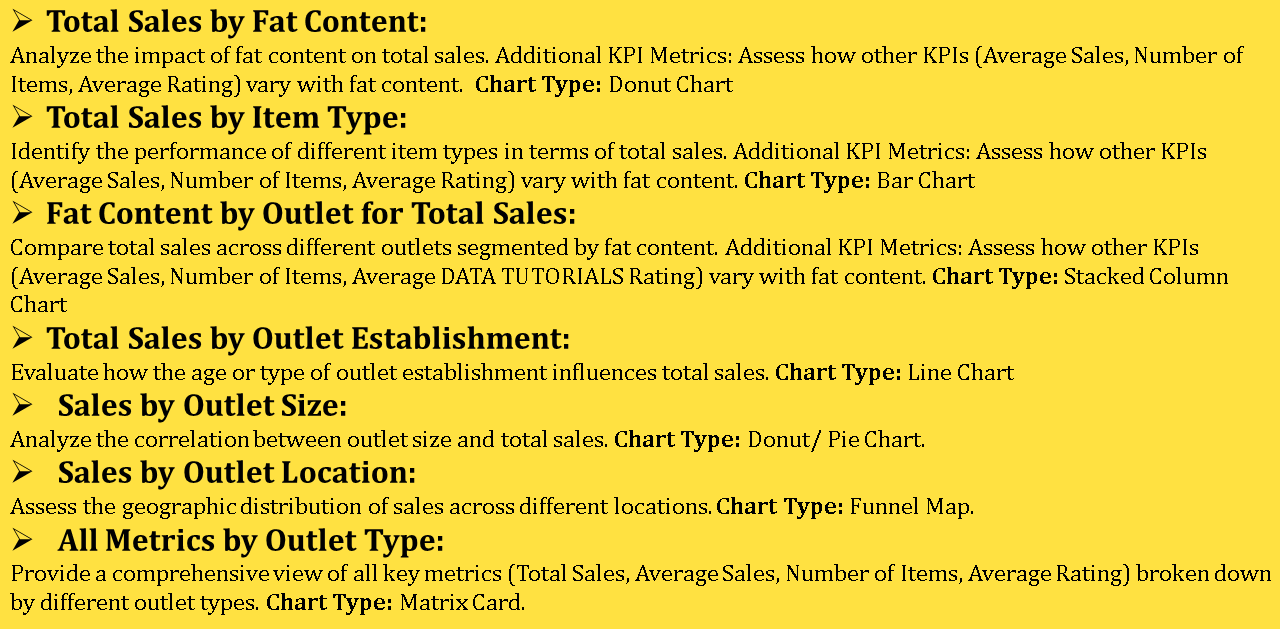 ➢ Total Sales by Fat Content:
Analyze the impact of fat content on total sales. Additional KPI Metrics: Assess how other KPIs (Average Sales, Number of
Items, Average Rating) vary with fat content. Chart Type: Donut Chart
➢ Total Sales by Item Type:
Identify the performance of different item types in terms of total sales. Additional KPI Metrics: Assess how other KPIs
(Average Sales, Number of Items, Average Rating) vary with fat content. Chart Type: Bar Chart
➢ Fat Content by Outlet for Total Sales:
Compare total sales across different outlets segmented by fat content. Additional KPI Metrics: Assess how other KPIs
(Average Sales, Number of Items, Average DATA TUTORIALS Rating) vary with fat content. Chart Type: Stacked Column
Chart
➢ Total Sales by Outlet Establishment:
Evaluate how the age or type of outlet establishment influences total sales. Chart Type: Line Chart
➢ Sales by Outlet Size:
Analyze the correlation between outlet size and total sales. Chart Type: Donut/ Pie Chart.
➢ Sales by Outlet Location:
Assess the geographic distribution of sales across different locations. Chart Type: Funnel Map.
➢ All Metrics by Outlet Type:
Provide a comprehensive view of all key metrics (Total Sales, Average Sales, Number of Items, Average Rating) broken down
by different outlet types. Chart Type: Matrix Card.